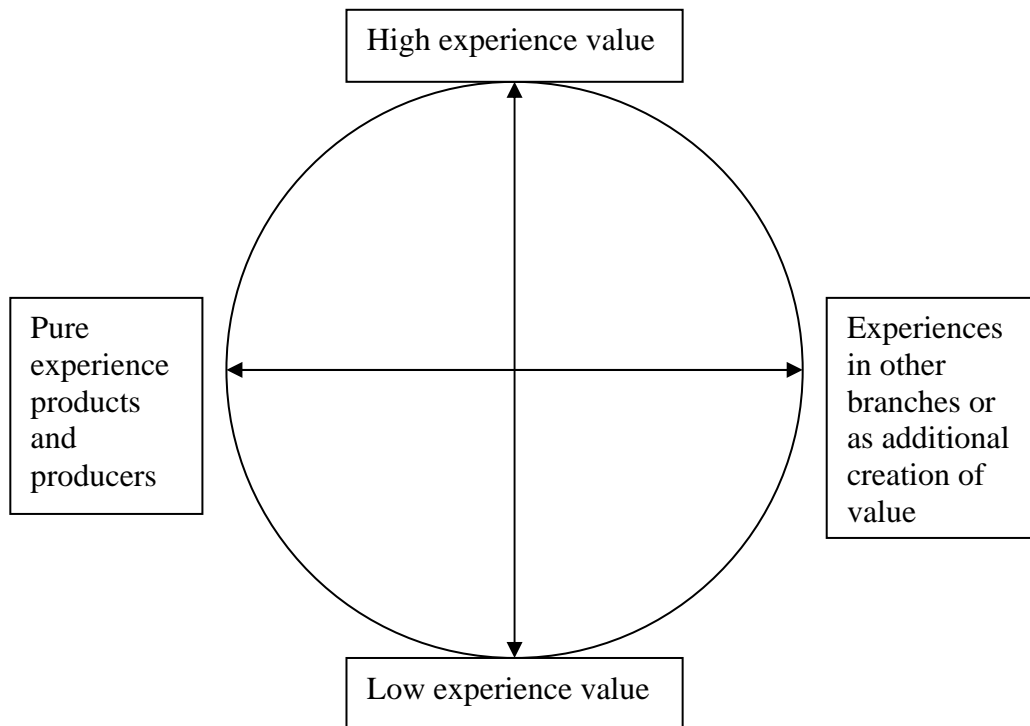 High experience value
Pure
experience
products
and
producers
Experiences
in other
branches or
as additional
creation of
value
Low experience value